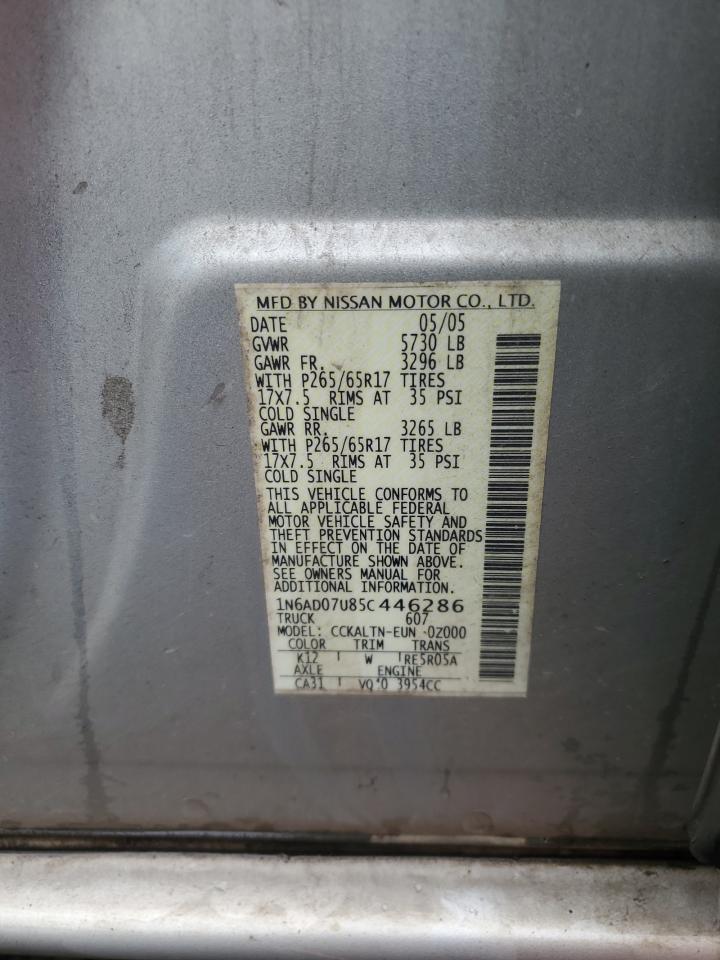 MFD BY NISSAN MOTOR CO., LTD.
DATE 05/05
GVWR 5730 LB
GAWR FR. 3296 LB
WITH P265/65R17 TIRES
17X7.5 RIMS AT 35 PSI
COLD SINGLE
GAWR RR. 3265 LB
WITH P265/65R17 TIRES
17X7.5 RIMS AT 35 PSI
COLD SINGLE
THIS VEHICLE CONFORMS TO
ALL APPLICABLE FEDERAL
MOTOR VEHICLE SAFETY AND
THEFT PREVENTION STANDARDS
IN EFFECT ON THE DATE OF
MANUFACTURE SHOWN ABOVE.
SEE OWNERS MANUAL FOR
ADDITIONAL INFORMATION.
1N6AD07U85C446286
TRUCK 607
MODEL: CCKALTN-EUN 0Z000
COLOR TRIM TRANS
K12 W RE5R05A
AXLE ENGINE
CA31 3954CC